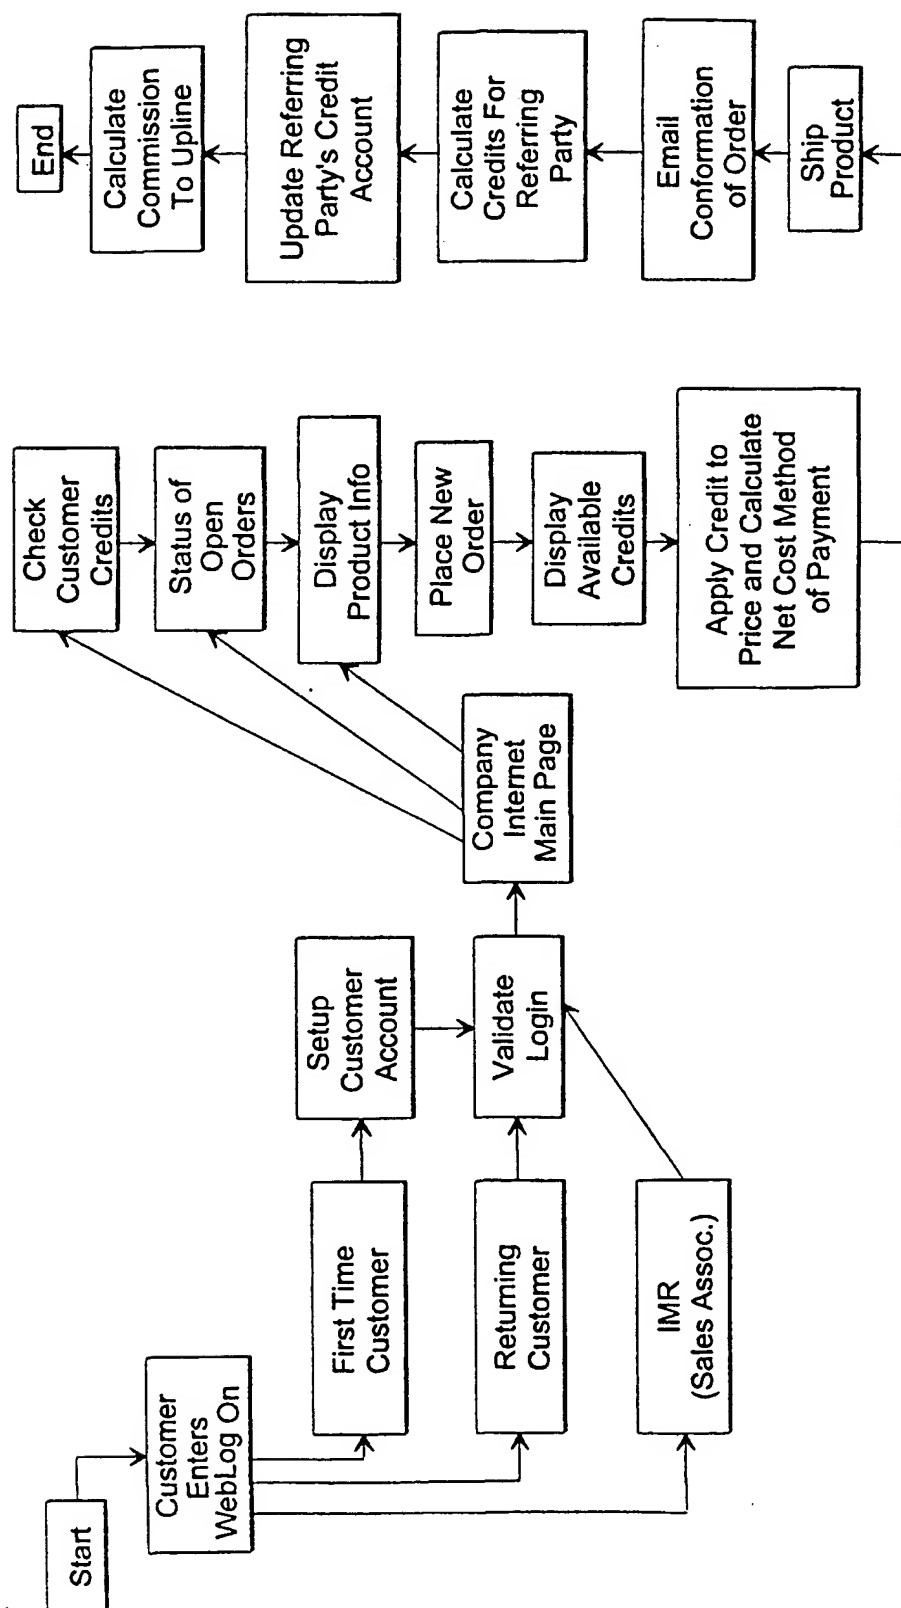 Start
Customer
Enters
WebLog On
First Time
Customer
Returning
Customer
IMR
(Sales Assoc.)
Setup
Customer
Account
Validate
Login
Company
Internet
Main Page
Check
Customer
Credits
Status of
Open
Orders
Display
Product Info
Place New
Order
Display
Available
Credits
Apply Credit to
Price and Calculate
Net Cost Method
of Payment
Ship
Product
Email
Conformation
of Order
Calculate
Credits For
Referring
Party
Update Referring
Party's Credit
Account
Calculate
Commission
To Upline
End